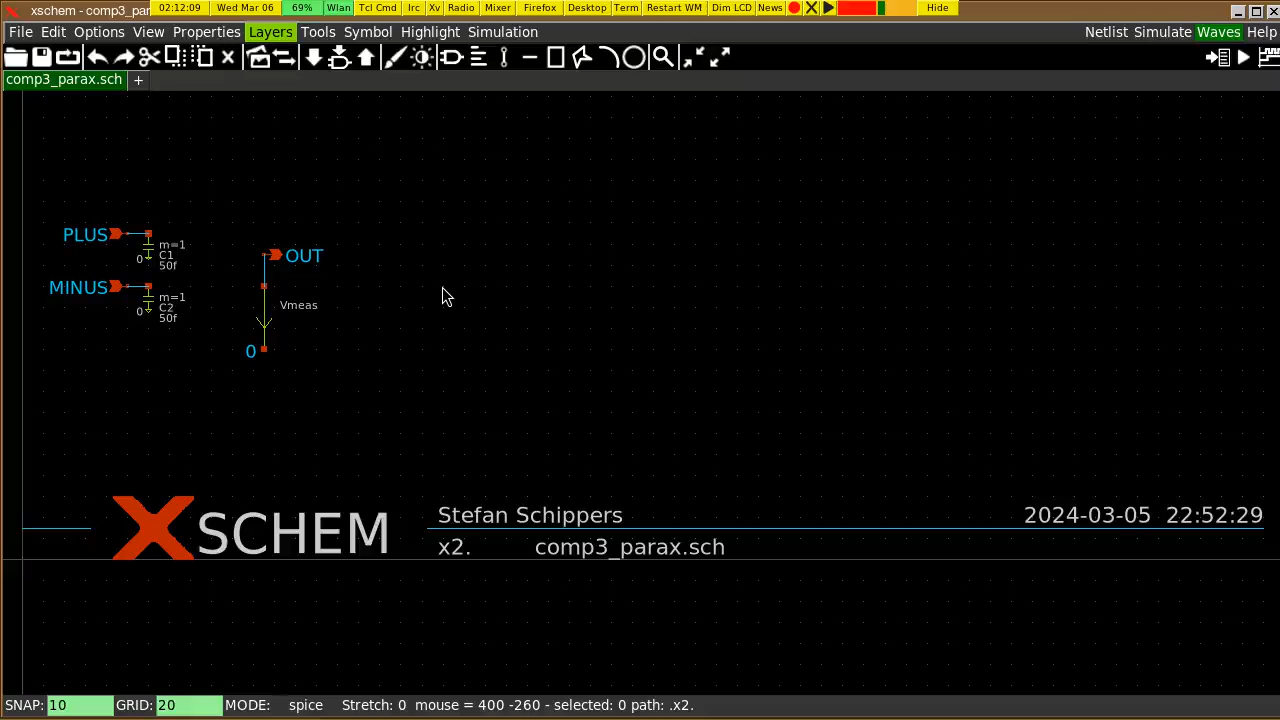 xschem - comp3_par
02:12:09 Wed Mar 06 69% Wlan Tcl Cmd Irc Xv Radio Mixer Firefox Desktop Term Restart WM Dim LCD News Hide
File Edit Options View Properties Layers Tools Symbol Highlight Simulation Netlist Simulate Waves Help
comp3_parax.sch +
PLUS
m=1
C1
0
50f
OUT
MINUS
m=1
C2
0
50f
Vmeas
0
XSCHEM
Stefan Schippers 2024-03-05 22:52:29
x2. comp3_parax.sch
SNAP: 10 GRID: 20 MODE: spice Stretch: 0 mouse = 400 -260 - selected: 0 path: .x2.